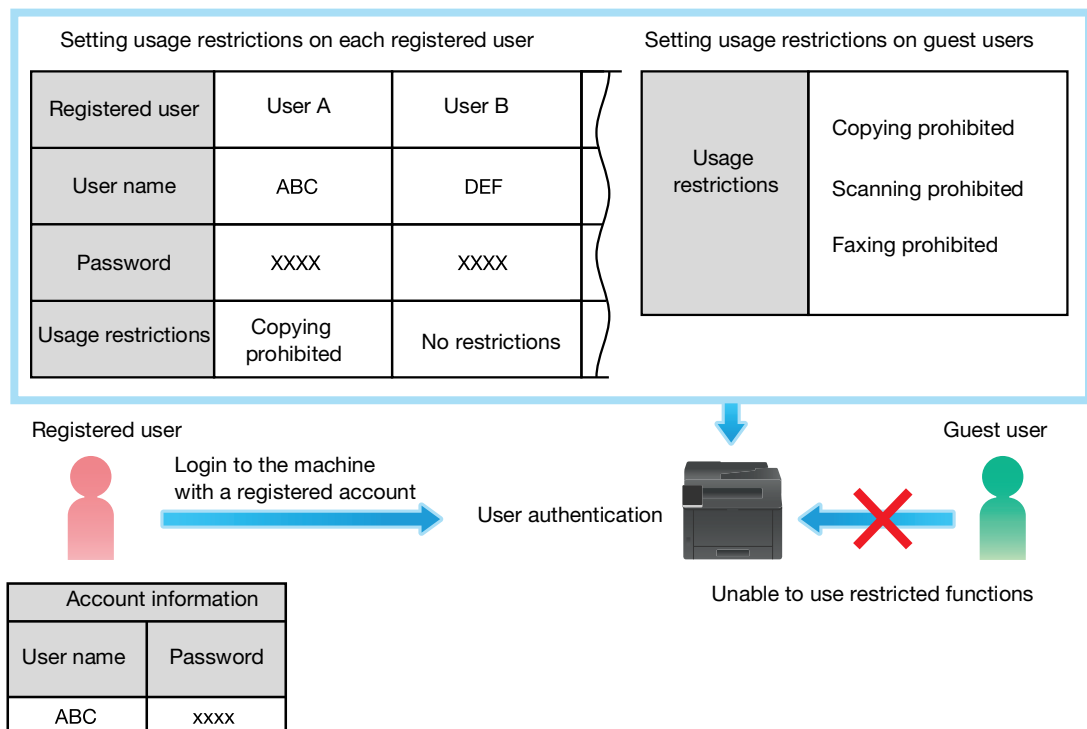 Setting usage restrictions on each registered user
Registered user
User A
User B
User name
ABC
DEF
Password
XXXX
XXXX
Usage restrictions
Copying
prohibited
No restrictions
Setting usage restrictions on guest users
Usage
restrictions
Copying prohibited
Scanning prohibited
Faxing prohibited
Registered user
Login to the machine
with a registered account
User authentication
Guest user
Unable to use restricted functions
Account information
User name
Password
ABC
xxxx